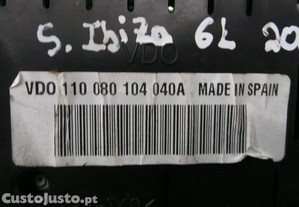 S. Ibiza 6L 20
VDO
VDO 110 080 104 040A MADE IN SPAIN
CustoJusto.pt